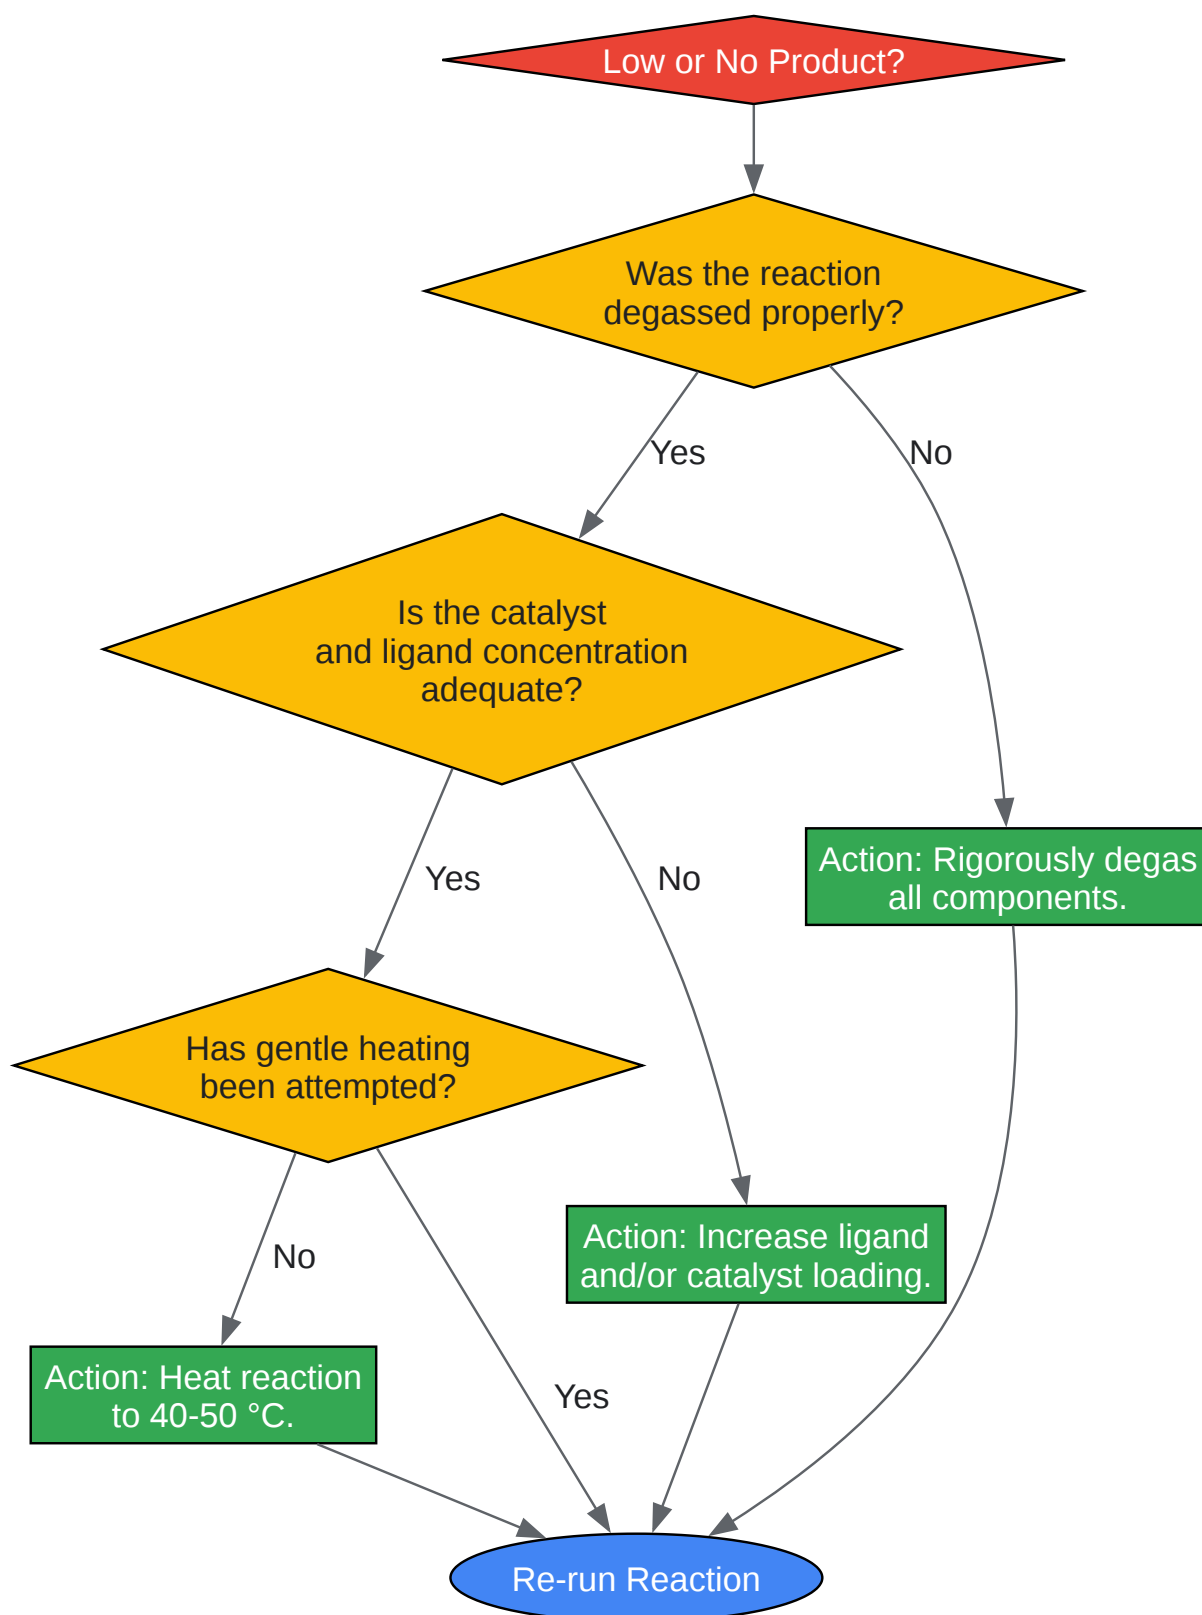 Low or No Product?
Was the reaction
degassed properly?
Yes
No
Is the catalyst
and ligand concentration
adequate?
Action: Rigorously degas
all components.
Yes
No
Has gentle heating
been attempted?
Action: Increase ligand
and/or catalyst loading.
No
Action: Heat reaction
to 40-50 °C.
Yes
Re-run Reaction